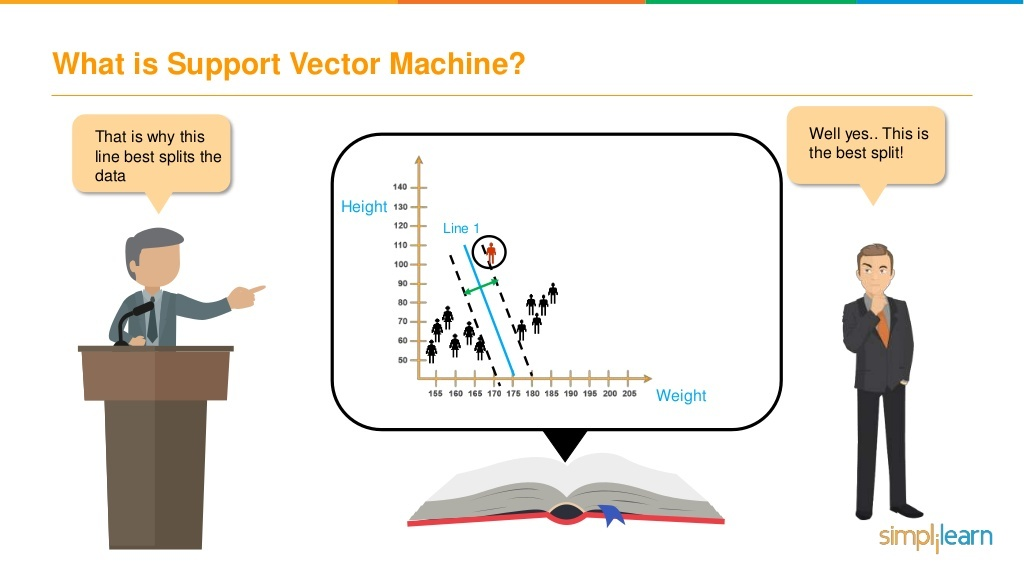 What is Support Vector Machine?
That is why this
line best splits the
data
Well yes.. This is
the best split!
Height
Line 1
140
130
120
110
100
90
80
70
60
50
155 160 165 170 175 180 185 190 195 200 205
Weight
simplilearn